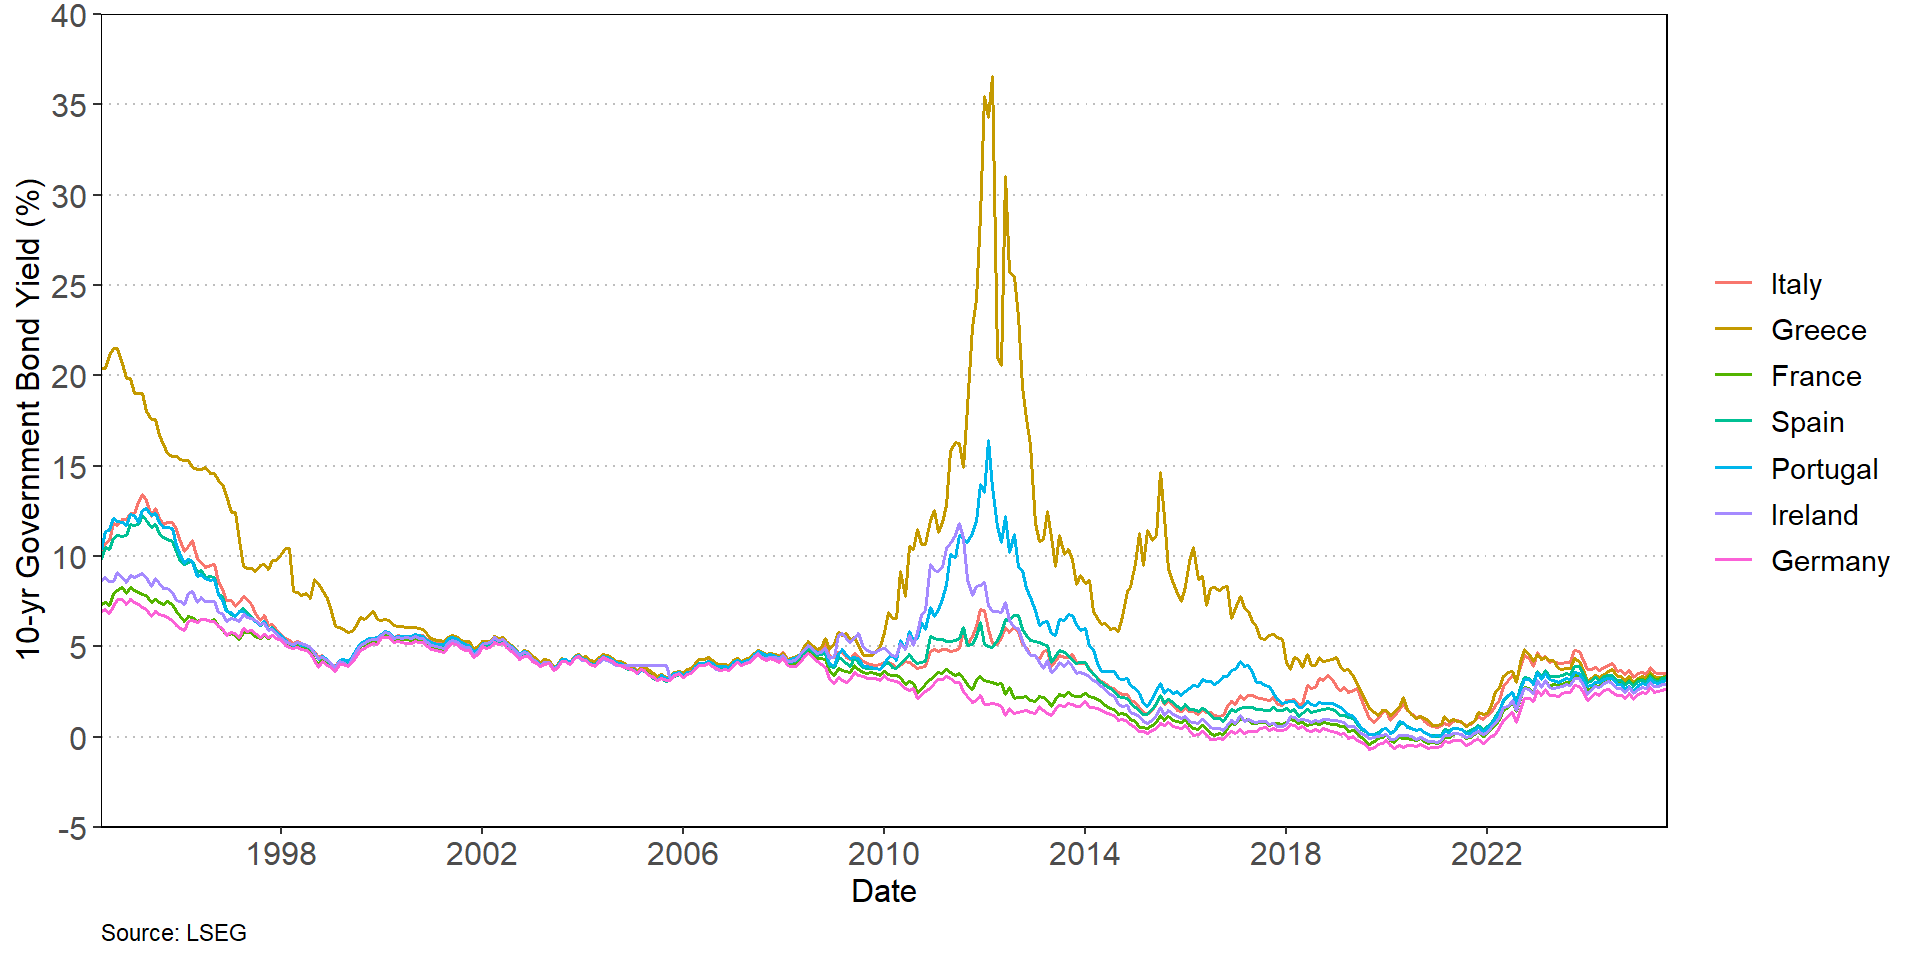 40
35
30
25
20
15
10
5
0
-5
10-yr Government Bond Yield (%)
1998 2002 2006 2010 2014 2018 2022
Date
Italy
Greece
France
Spain
Portugal
Ireland
Germany
Source: LSEG